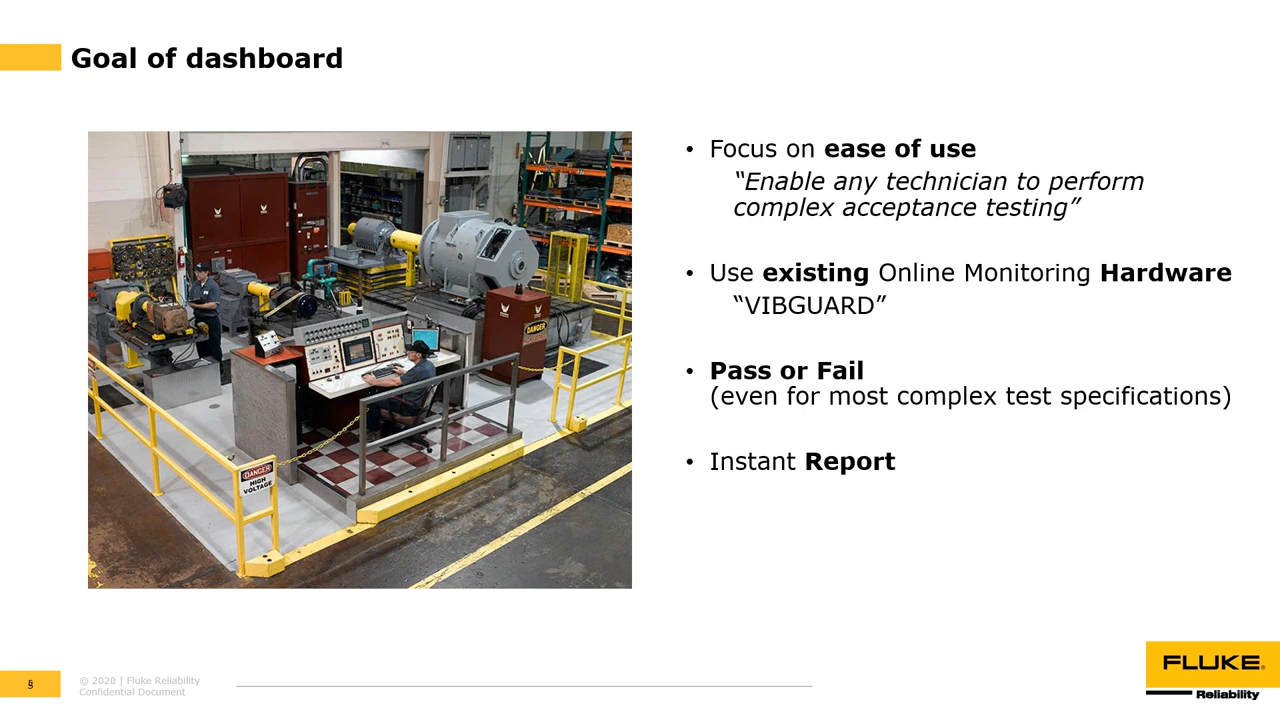 Goal of dashboard
• Focus on ease of use
“Enable any technician to perform
complex acceptance testing”
• Use existing Online Monitoring Hardware
“VIBGUARD”
• Pass or Fail
(even for most complex test specifications)
• Instant Report
DANGER
DANGER
HIGH
VOLTAGE
© 2020 | Fluke Reliability
Confidential Document
FLUKE®
Reliability